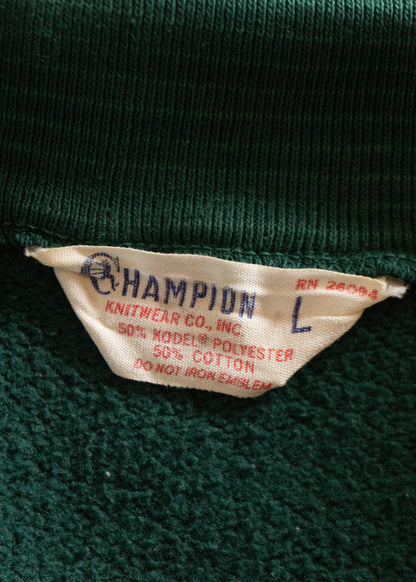 CHAMPION
RN 26094
L
KNITWEAR CO., INC.
50% KODEL® POLYESTER
50% COTTON
DO NOT IRON EMBLEM